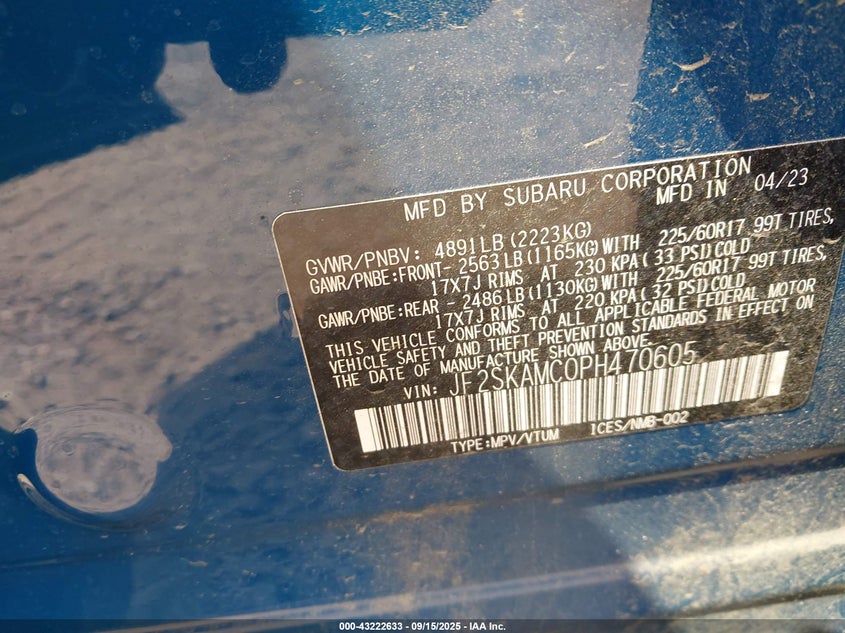 MFD BY SUBARU CORPORATION
MFD IN 04/23
GVWR/PNBV: 4891LB(2223KG)
GAWR/PNBE:FRONT-2563LB(1165KG)WITH 225/60R17 99T TIRES,
17X7J RIMS AT 230 KPA(33 PSI)COLD
GAWR/PNBE:REAR -2486LB(1130KG)WITH 225/60R17 99T TIRES,
17X7J RIMS AT 220 KPA(32 PSI)COLD
THIS VEHICLE CONFORMS TO ALL APPLICABLE FEDERAL MOTOR
VEHICLE SAFETY AND THEFT PREVENTION STANDARDS IN EFFECT ON
THE DATE OF MANUFACTURE SHOWN ABOVE.
VIN: JF2SKAMC0PH470605
TYPE:MPV/VTUM ICES/NMB-002
000-43222633 - 09/15/2025 - IAA Inc.